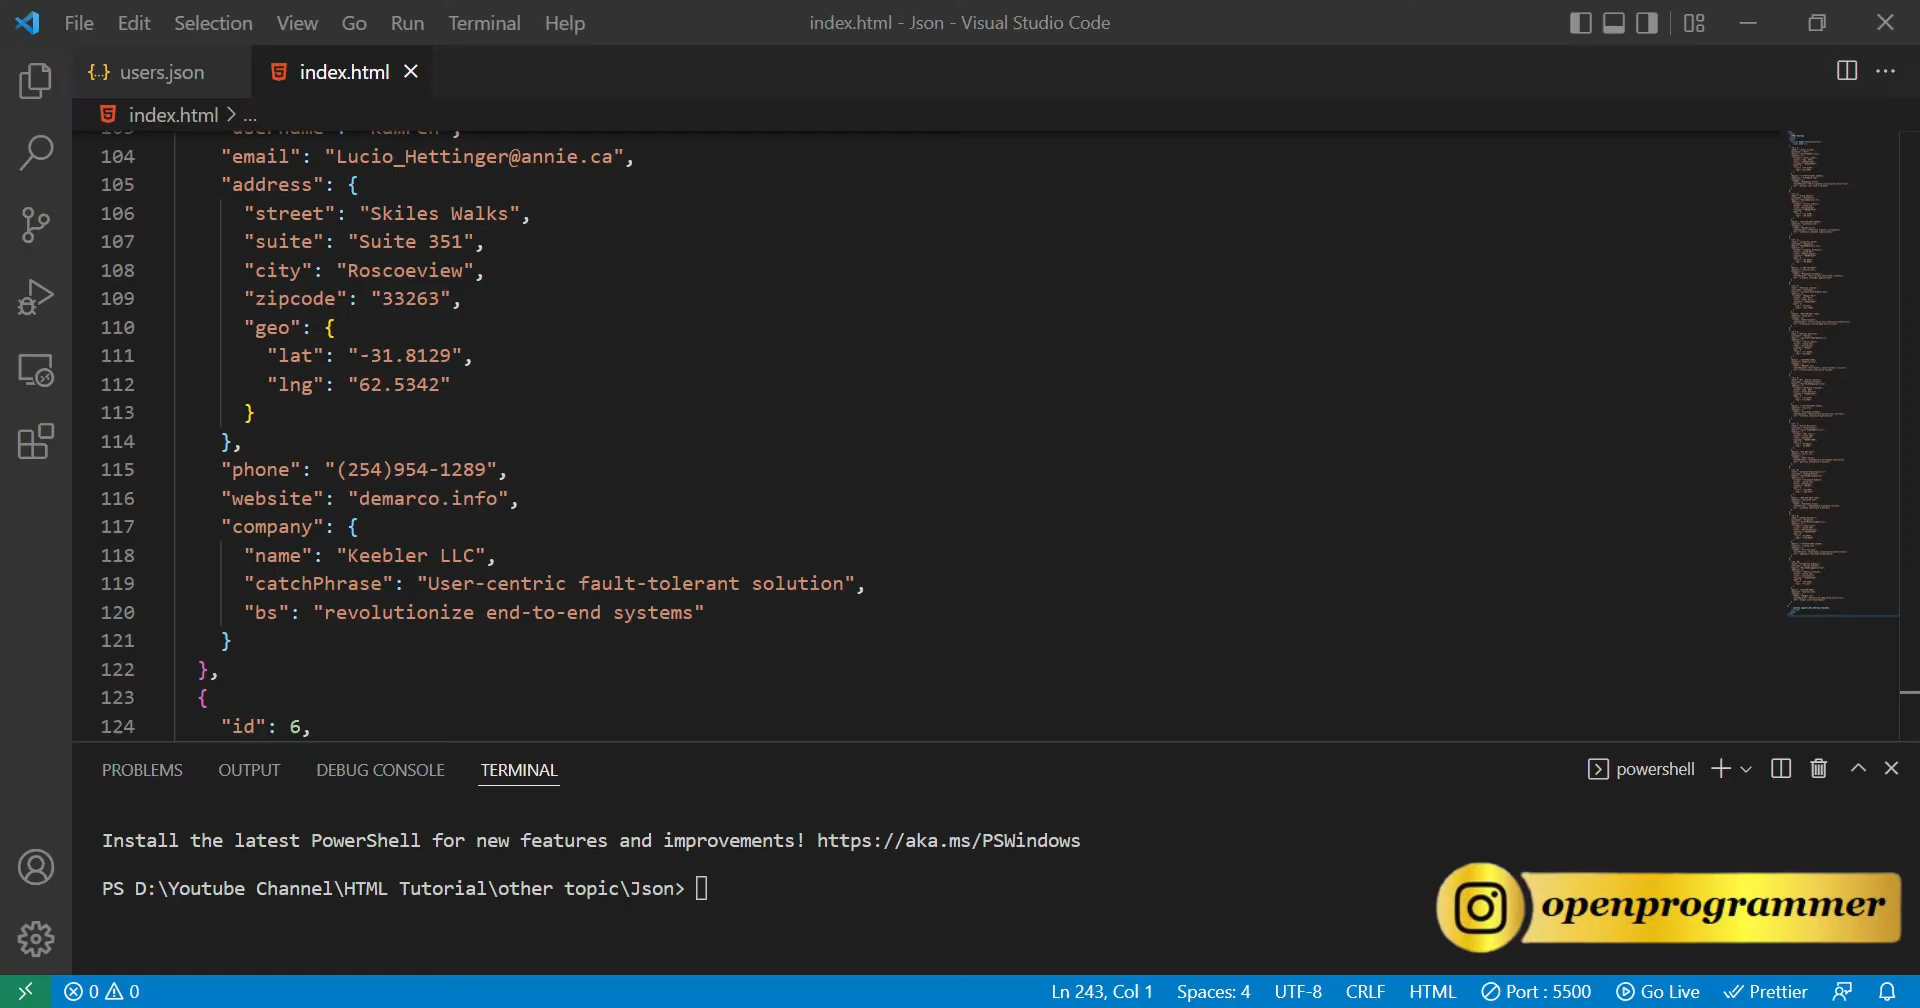 File Edit Selection View Go Run Terminal Help index.html - Json - Visual Studio Code
{..} users.json index.html
index.html > ...
104 "email": "Lucio_Hettinger@annie.ca",
105 "address": {
106 "street": "Skiles Walks",
107 "suite": "Suite 351",
108 "city": "Roscoeview",
109 "zipcode": "33263",
110 "geo": {
111 "lat": "-31.8129",
112 "lng": "62.5342"
113 }
114 },
115 "phone": "(254)954-1289",
116 "website": "demarco.info",
117 "company": {
118 "name": "Keebler LLC",
119 "catchPhrase": "User-centric fault-tolerant solution",
120 "bs": "revolutionize end-to-end systems"
121 }
122 },
123 {
124 "id": 6,
PROBLEMS OUTPUT DEBUG CONSOLE TERMINAL powershell
Install the latest PowerShell for new features and improvements! https://aka.ms/PSWindows
PS D:\Youtube Channel\HTML Tutorial\other topic\Json>
openprogrammer
0 0 Ln 243, Col 1 Spaces: 4 UTF-8 CRLF HTML Port : 5500 Go Live Prettier